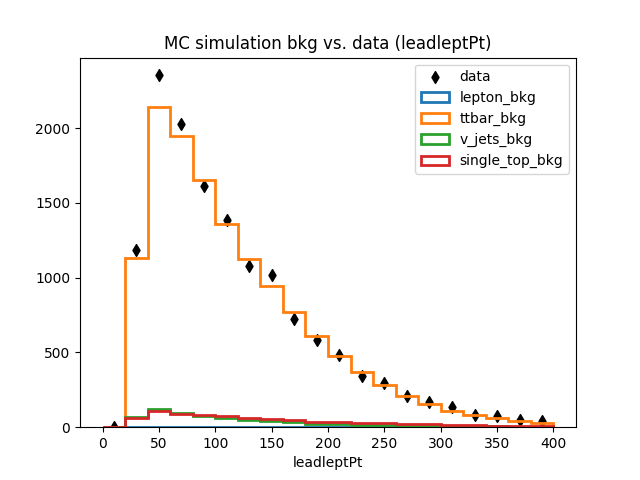 MC simulation bkg vs. data (leadleptPt)
data
lepton_bkg
ttbar_bkg
v_jets_bkg
single_top_bkg
2000
1500
1000
500
0
0 50 100 150 200 250 300 350 400
leadleptPt